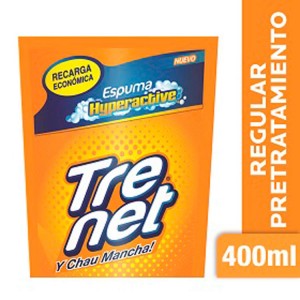 RECARGA
ECONÓMICA
NUEVO
Espuma
Hyperactive
Tre
net
Y Chau Mancha!
REGULAR
PRETRATAMIENTO
400ml